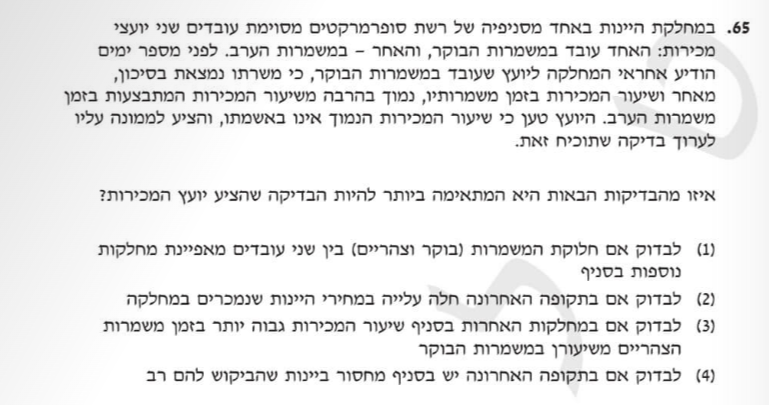 65. במחלקת היינות באחד מסניפיה של רשת סופרמרקטים מסוימת עובדים שני יועצי
מכירות: האחד עובד במשמרות הבוקר, והאחר – במשמרות הערב. לפני מספר ימים
הודיע אחראי המחלקה ליועץ שעובד במשמרות הבוקר, כי משרתו נמצאת בסיכון,
מאחר ושיעור המכירות בזמן משמרותיו, נמוך בהרבה משיעור המכירות המתבצעות בזמן
משמרות הערב. היועץ טען כי שיעור המכירות הנמוך אינו באשמתו, והציע לממונה עליו
לערוך בדיקה שתוכיח זאת.
איזו מהבדיקות הבאות היא המתאימה ביותר להיות הבדיקה שהציע יועץ המכירות?
(1) לבדוק אם חלוקת המשמרות (בוקר וצהריים) בין שני עובדים מאפיינת מחלקות
נוספות בסניף
(2) לבדוק אם בתקופה האחרונה חלה עלייה במחירי היינות שנמכרים במחלקה
(3) לבדוק אם במחלקות האחרות בסניף שיעור המכירות גבוה יותר בזמן משמרות
הצהריים משיעורן במשמרות הבוקר
(4) לבדוק אם בתקופה האחרונה יש בסניף מחסור ביינות שהביקוש להם רב